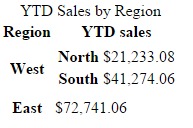 YTD Sales by Region
Region YTD sales
West North $21,233.08
South $41,274.06
East $72,741.06